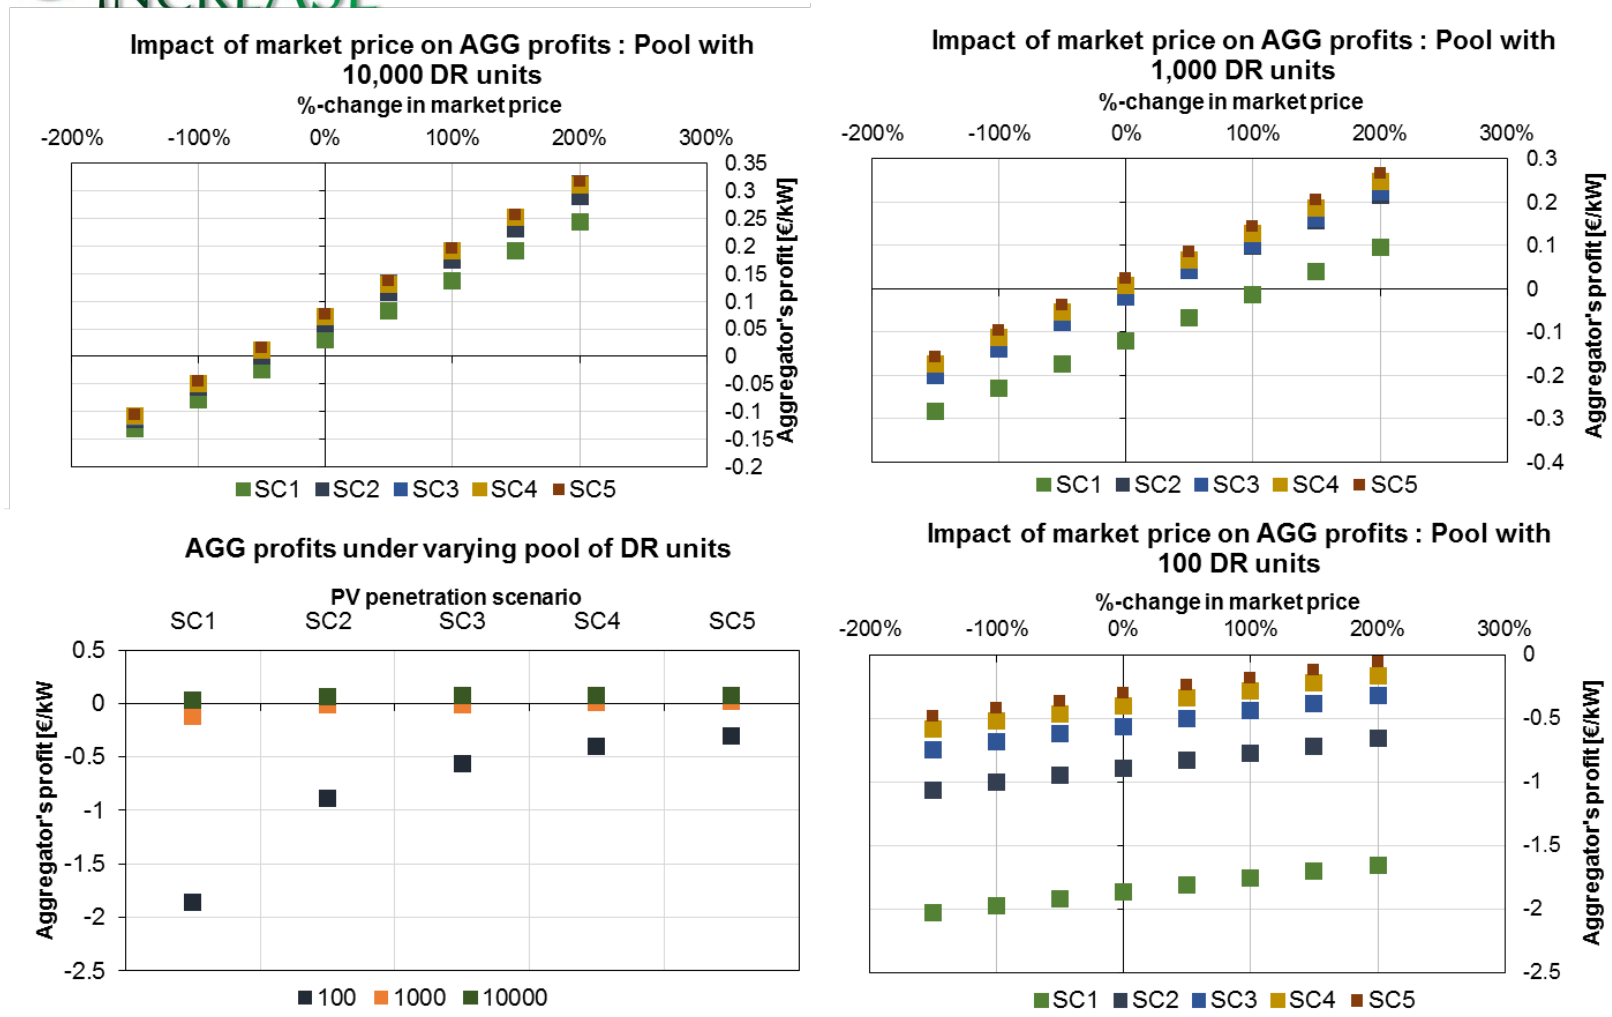 INCREASE
Impact of market price on AGG profits : Pool with
10,000 DR units
%-change in market price
-200% -100% 0% 100% 200% 300%
0.35
0.3
0.25
0.2
0.15
0.1
0.05
0
-0.05
-0.1
-0.15
-0.2
Aggregator's profit [€/kW]
SC1 SC2 SC3 SC4 SC5
Impact of market price on AGG profits : Pool with
1,000 DR units
%-change in market price
-200% -100% 0% 100% 200% 300%
0.3
0.2
0.1
0
-0.1
-0.2
-0.3
-0.4
Aggregator's profit [€/kW]
SC1 SC2 SC3 SC4 SC5
AGG profits under varying pool of DR units
PV penetration scenario
SC1 SC2 SC3 SC4 SC5
0.5
0
-0.5
-1
-1.5
-2
-2.5
Aggregator's profit [€/kW
100 1000 10000
Impact of market price on AGG profits : Pool with
100 DR units
%-change in market price
-200% -100% 0% 100% 200% 300%
0
-0.5
-1
-1.5
-2
-2.5
Aggregator's profit [€/kW]
SC1 SC2 SC3 SC4 SC5